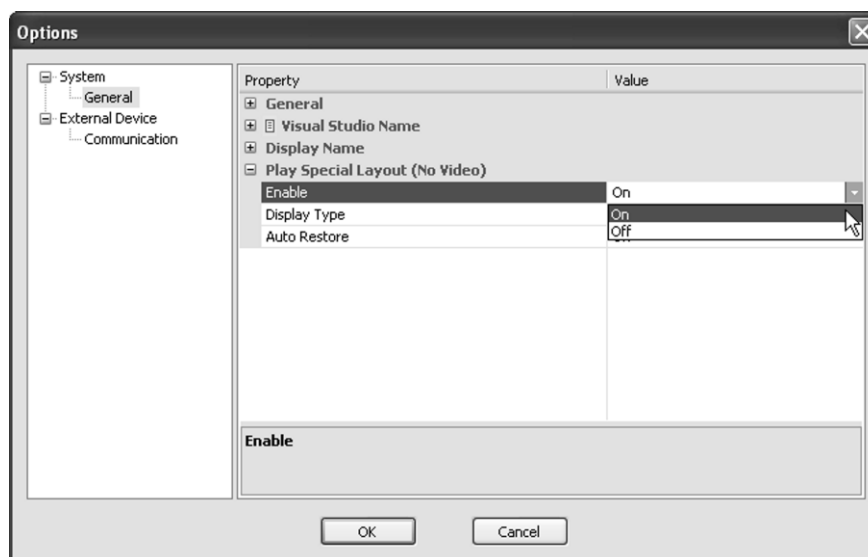 Options
System
General
External Device
Communication
Property Value
General
Visual Studio Name
Display Name
Play Special Layout (No Video)
Enable On
Display Type On
Auto Restore Off
Enable
OK Cancel